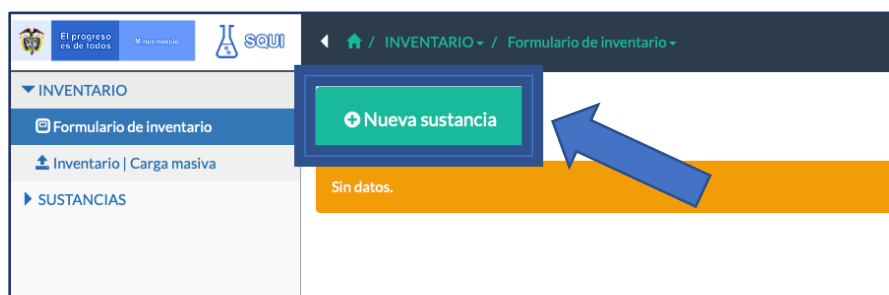 El progreso
es de todos
Mincomercio
SQUI
/ INVENTARIO / Formulario de inventario
INVENTARIO
Formulario de inventario
Inventario | Carga masiva
SUSTANCIAS
Nueva sustancia
Sin datos.